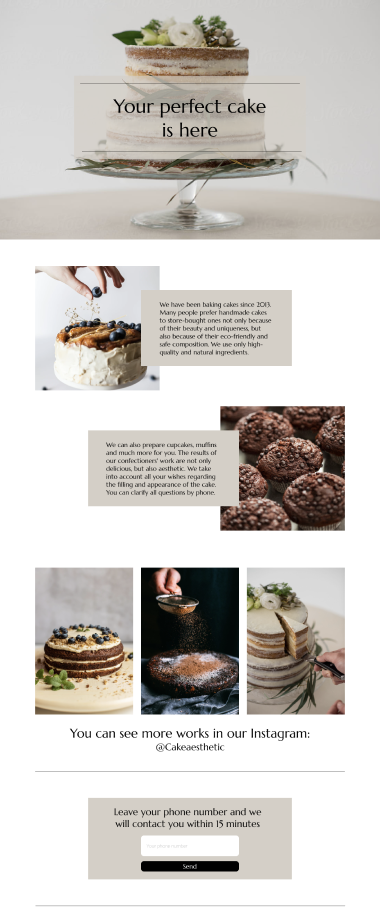 Your perfect cake
is here
We have been baking cakes since 2013.
Many people prefer handmade cakes
to store-bought ones not only because
of their beauty and uniqueness, but
also because of their eco-friendly and
safe composition. We use only high-
quality and natural ingredients.
We can also prepare cupcakes, muffins
and much more for you. The results of
our confectioners' work are not only
delicious, but also aesthetic. We take
into account all your wishes regarding
the filling and appearance of the cake.
You can clarify all questions by phone.
You can see more works in our Instagram:
@Cakeaesthetic
Leave your phone number and we
will contact you within 15 minutes
Your phone number
Send